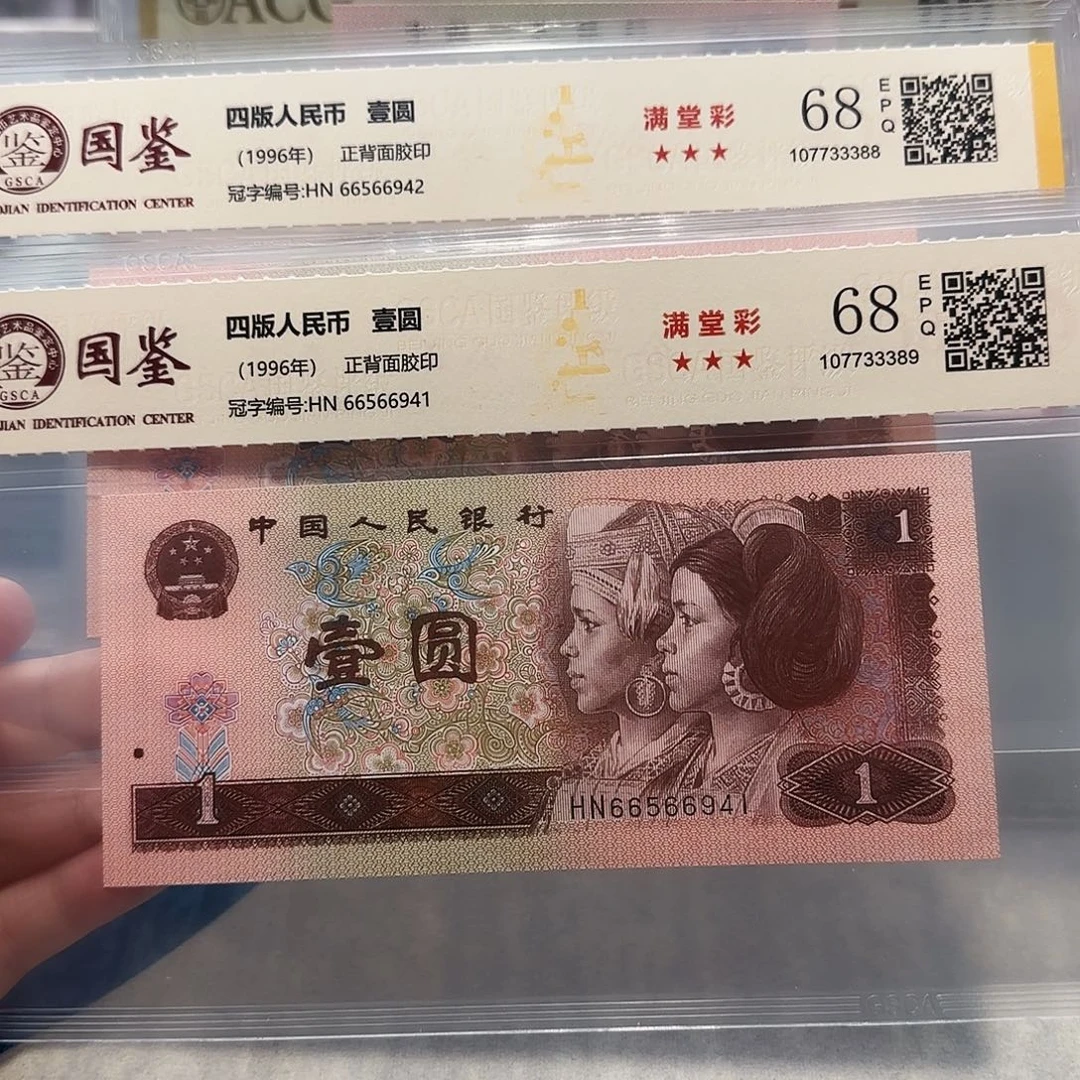 鉴
GSCA
国鉴
JIAN IDENTIFICATION CENTER
四版人民币 壹圆
(1996年) 正背面胶印
冠字编号:HN 66566942
满堂彩
★★★
68
EPQ
107733388
鉴
GSCA
国鉴
JIAN IDENTIFICATION CENTER
四版人民币 壹圆
(1996年) 正背面胶印
冠字编号:HN 66566941
满堂彩
★★★
68
EPQ
107733389
中国人民银行
1
壹圆
1
HN66566941
1